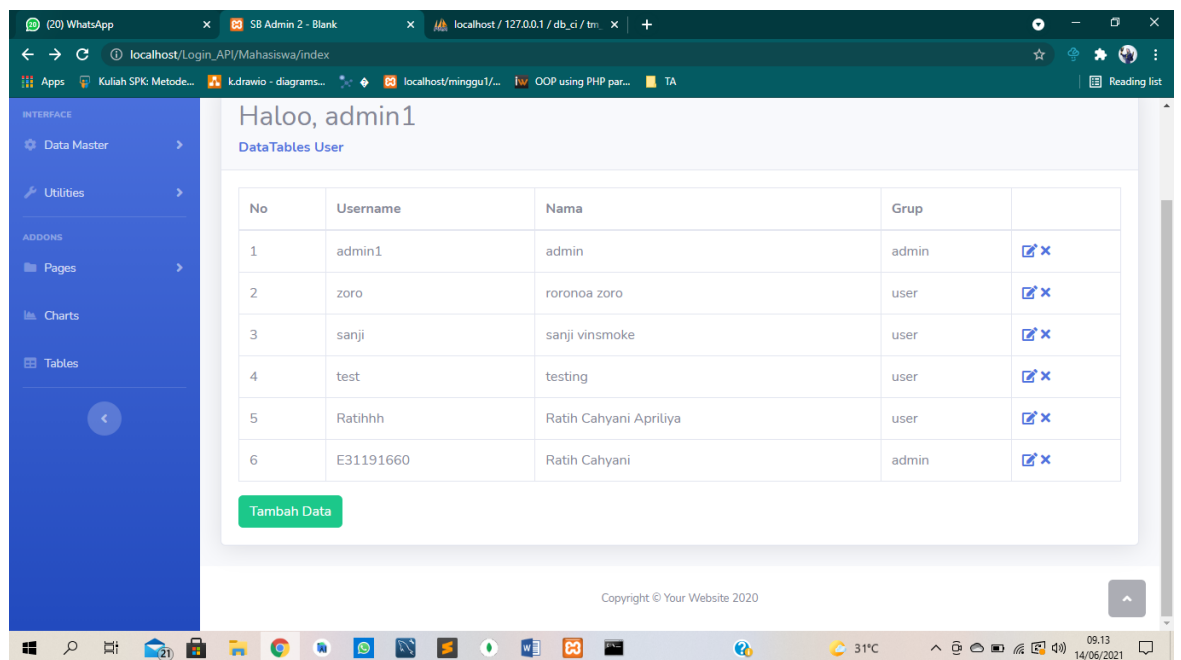 (20) WhatsApp
SB Admin 2 - Blank
localhost / 127.0.0.1 / db_ci / tm_
localhost/Login_API/Mahasiswa/index
Apps
Kuliah SPK: Metode...
k.drawio - diagrams...
localhost/minggu1/...
OOP using PHP par...
TA
Reading list
INTERFACE
Data Master
Utilities
ADDONS
Pages
Charts
Tables
Haloo, admin1
DataTables User
No Username Nama Grup
1 admin1 admin admin
2 zoro roronoa zoro user
3 sanji sanji vinsmoke user
4 test testing user
5 Ratihhh Ratih Cahyani Apriliya user
6 E31191660 Ratih Cahyani admin
Tambah Data
Copyright © Your Website 2020
21
31°C
09.13
14/06/2021